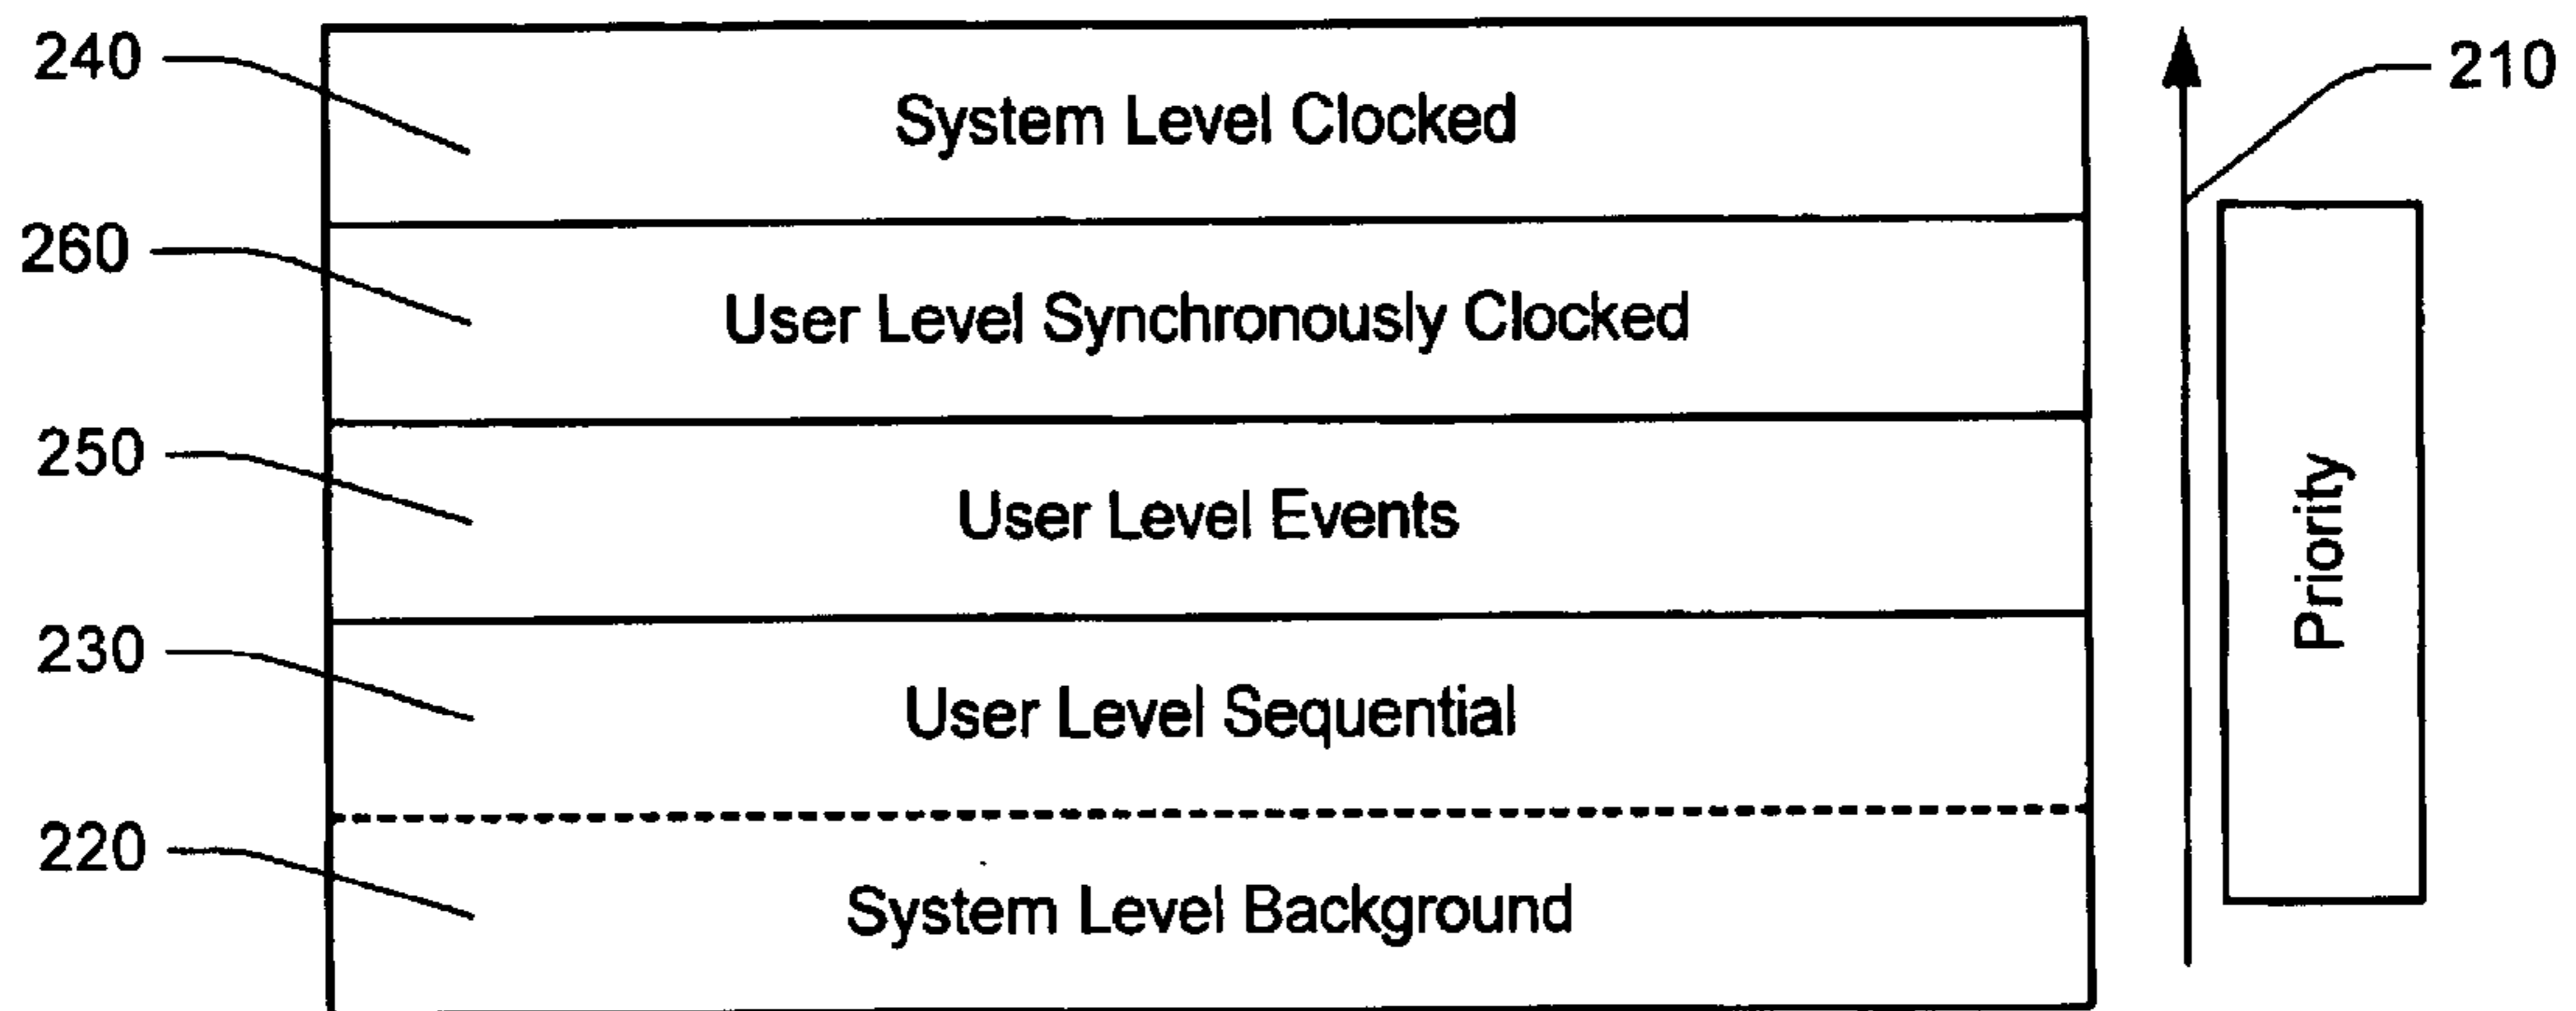 240
System Level Clocked
210
260
User Level Synchronously Clocked
250
User Level Events
Priority
230
User Level Sequential
220
System Level Background